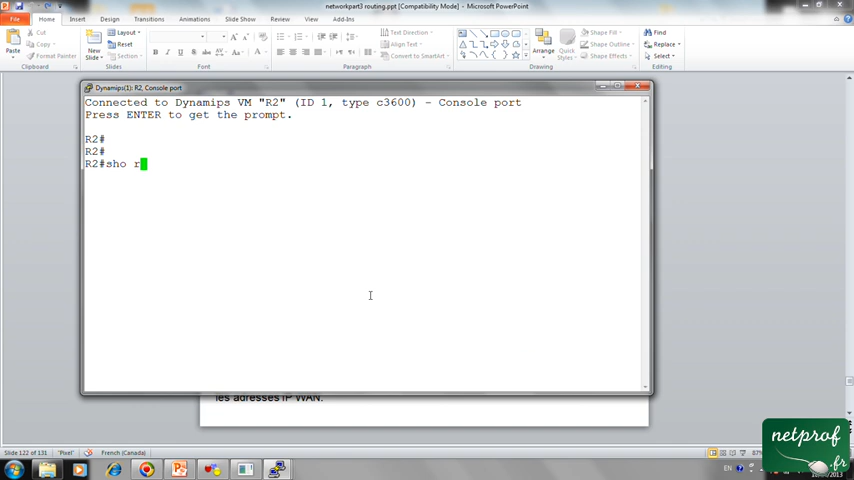 networkpart3 routing.ppt [Compatibility Mode] - Microsoft PowerPoint
File Home Insert Design Transitions Animations Slide Show Review View Add-Ins
Cut
Copy
Format Painter
Paste
Clipboard
New
Slide
Layout
Reset
Section
Slides
Font
Paragraph
Text Direction
Align Text
Convert to SmartArt
Arrange
Quick
Styles
Shape Fill
Shape Outline
Shape Effects
Drawing
Find
Replace
Select
Editing
Dynamips(1): R2, Console port
Connected to Dynamips VM "R2" (ID 1, type c3600) - Console port
Press ENTER to get the prompt.
R2#
R2#
R2#sho r
les adresses IP WAN.
Slide 122 of 131
"Pixel"
French (Canada)
87%
EN
netprof
.fr